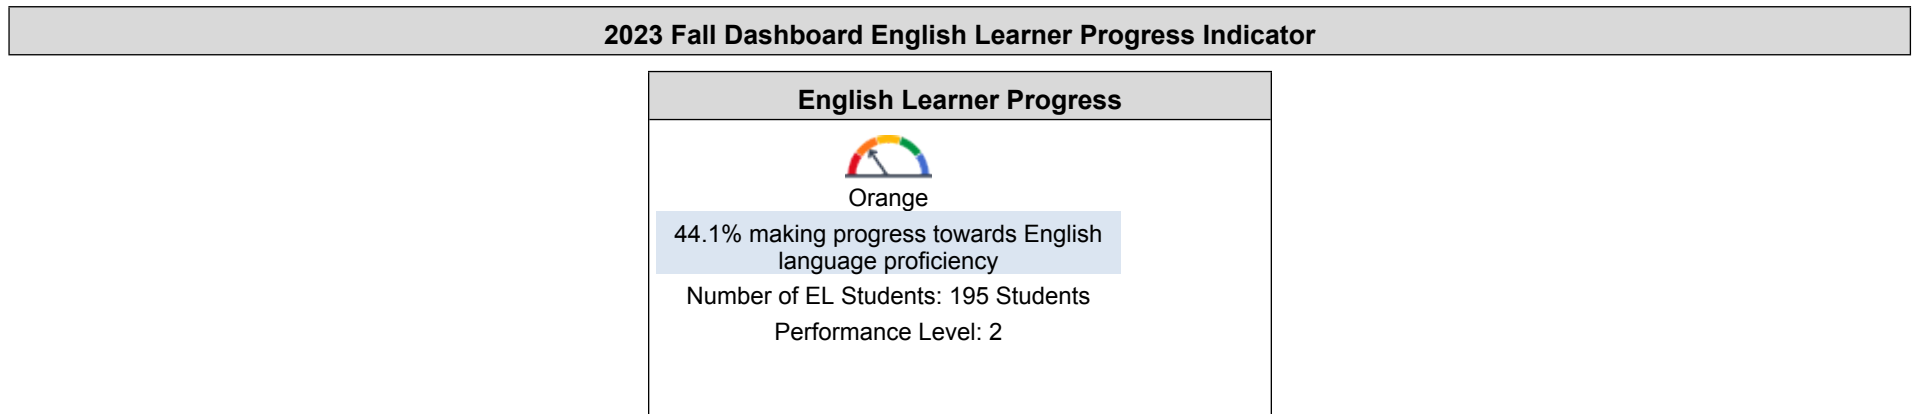 2023 Fall Dashboard English Learner Progress Indicator
English Learner Progress
Orange
44.1% making progress towards English
language proficiency
Number of EL Students: 195 Students
Performance Level: 2